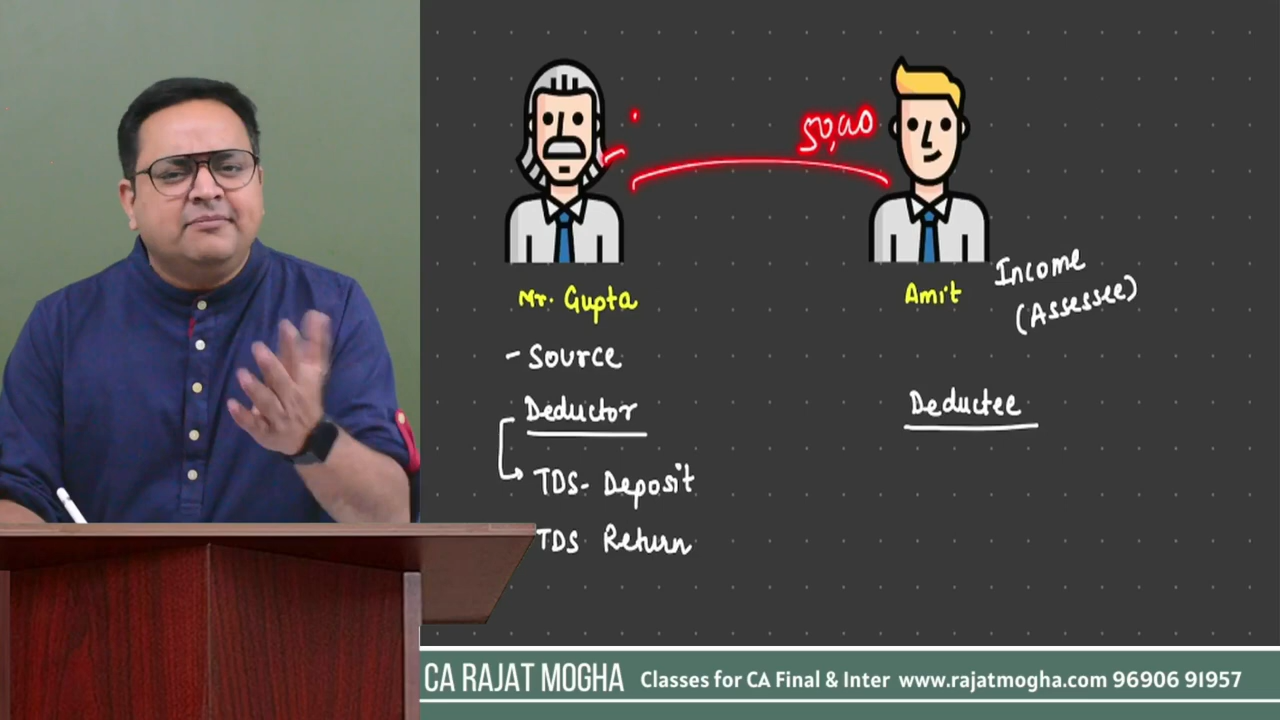 50,000
Mr. Gupta
Amit
Income
(Assessee)
- Source
Deductor
Deductee
TDS- Deposit
TDS Return
CA RAJAT MOGHA Classes for CA Final & Inter www.rajatmogha.com 96906 91957